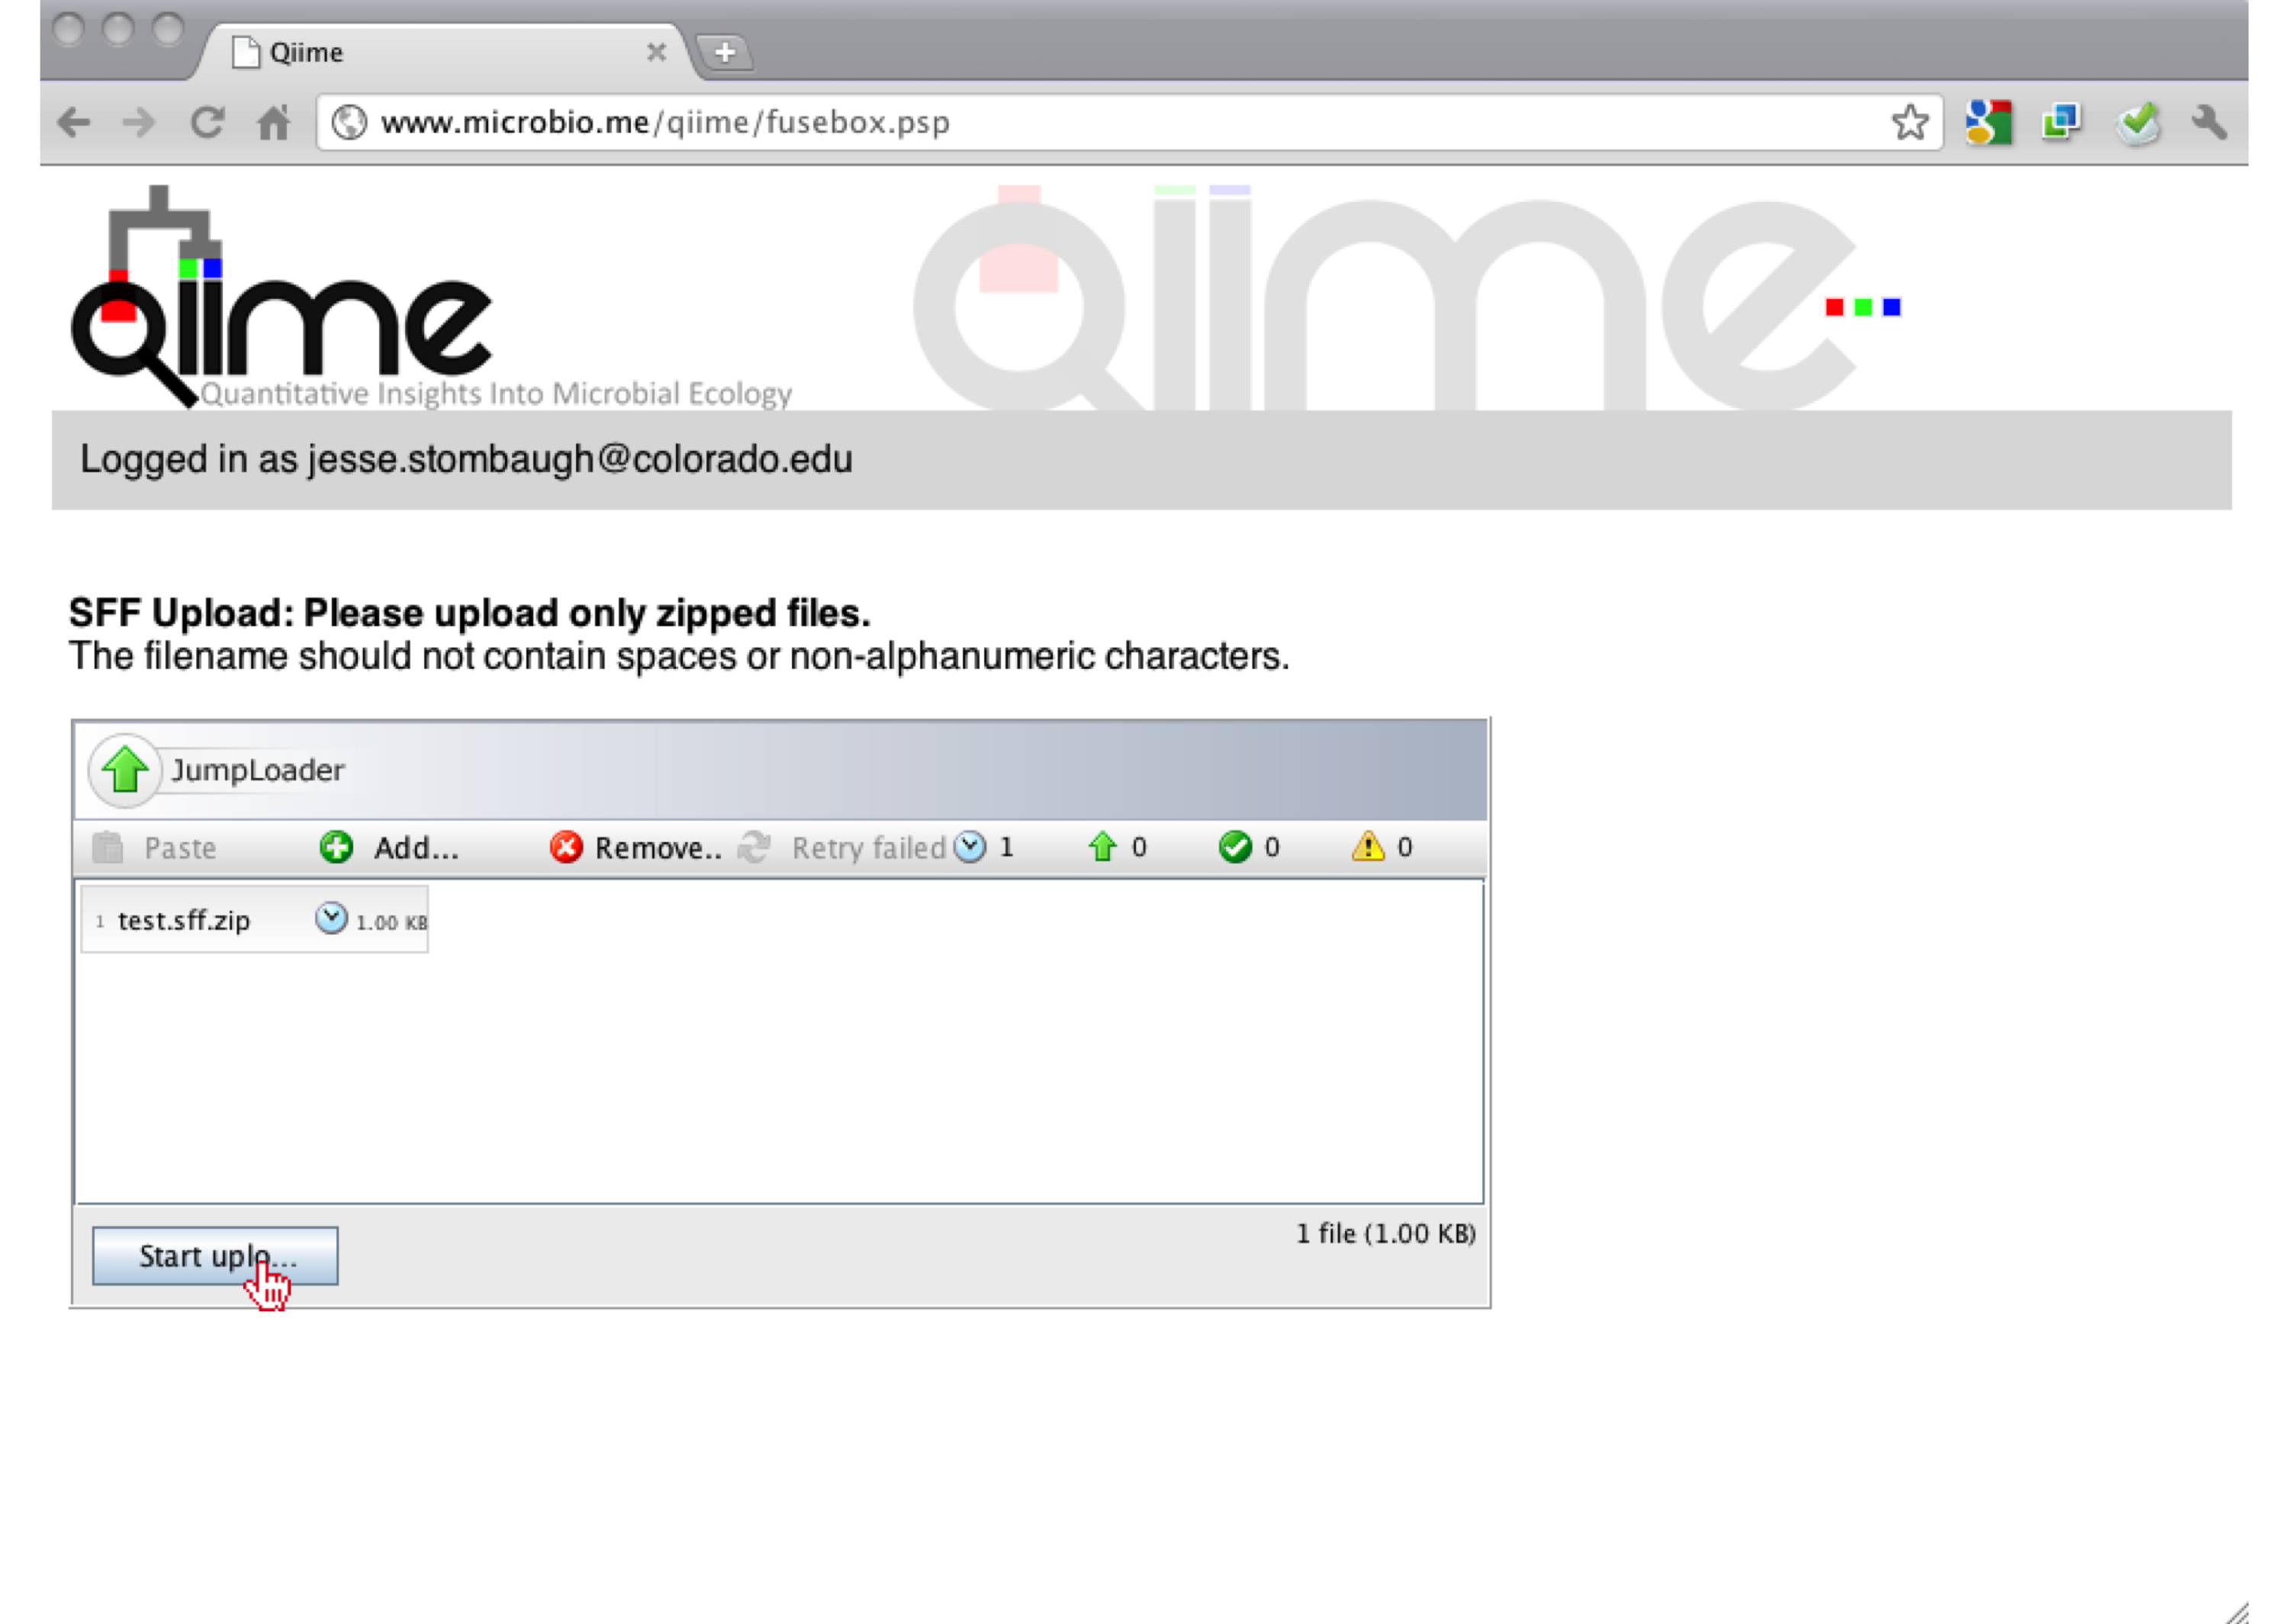 Qiime
www.microbio.me/qiime/fusebox.psp
Qiime
Quantitative Insights Into Microbial Ecology
Qiime
Logged in as jesse.stombaugh@colorado.edu
SFF Upload: Please upload only zipped files.
The filename should not contain spaces or non-alphanumeric characters.
JumpLoader
Paste Add... Remove.. Retry failed 1 0 0 0
1 test.sff.zip 1.00 KB
1 file (1.00 KB)
Start uplo...